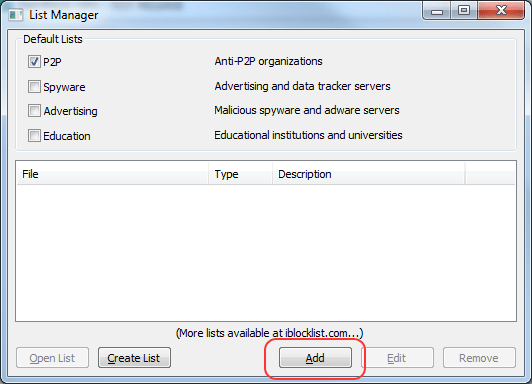 List Manager
Default Lists
P2P Anti-P2P organizations
Spyware Advertising and data tracker servers
Advertising Malicious spyware and adware servers
Education Educational institutions and universities
File Type Description
(More lists available at iblocklist.com...)
Open List Create List Add Edit Remove